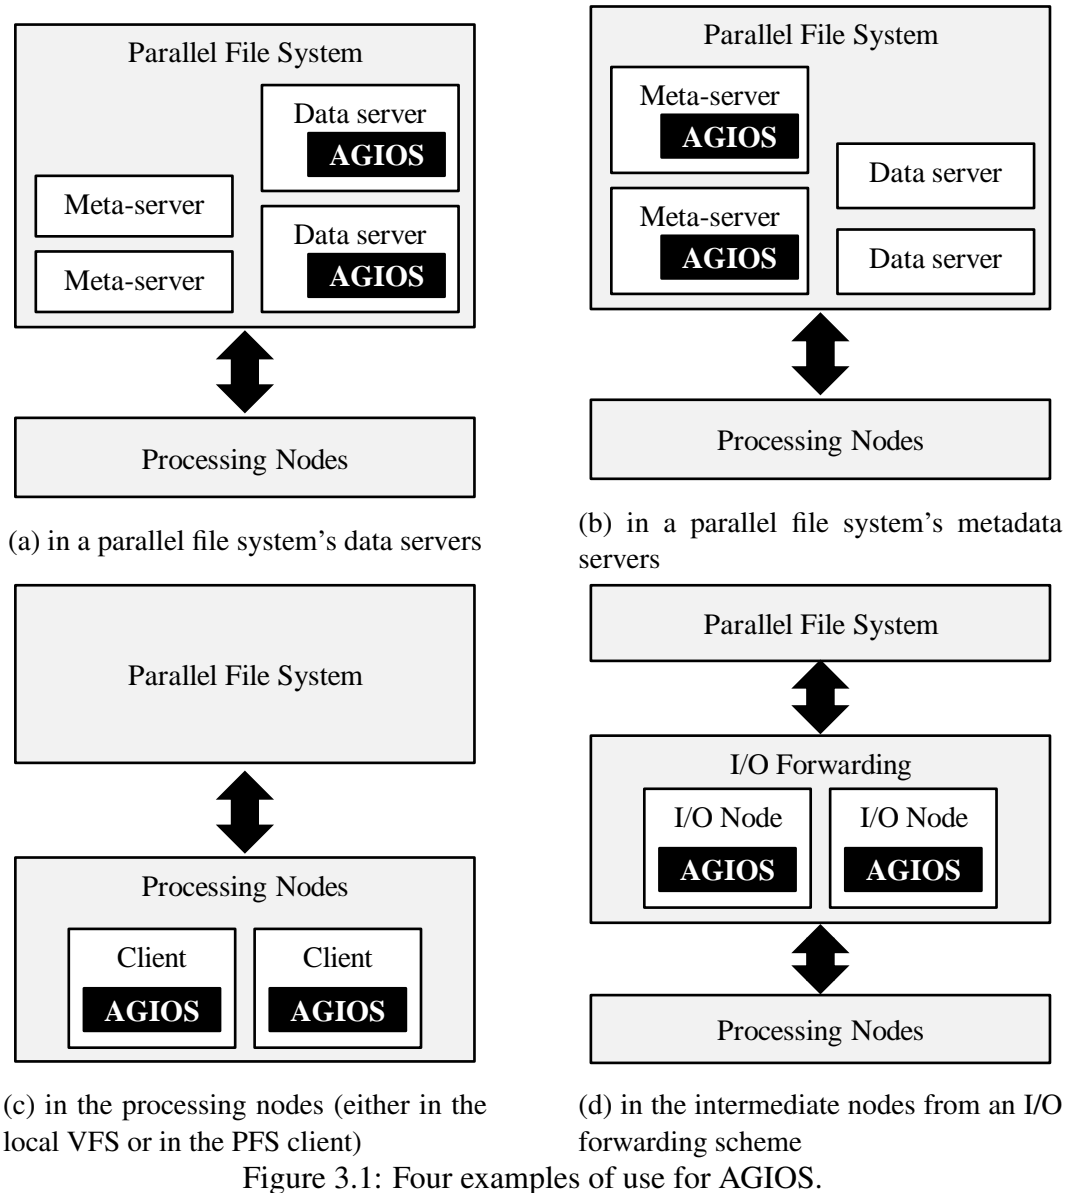 Parallel File System
Data server
AGIOS
Meta-server
Data server
AGIOS
Meta-server
Processing Nodes
(a) in a parallel file system's data servers
Parallel File System
Meta-server
AGIOS
Data server
Meta-server
AGIOS
Data server
Processing Nodes
(b) in a parallel file system's metadata
servers
Parallel File System
Processing Nodes
Client
AGIOS
Client
AGIOS
(c) in the processing nodes (either in the
local VFS or in the PFS client)
Parallel File System
I/O Forwarding
I/O Node
AGIOS
I/O Node
AGIOS
Processing Nodes
(d) in the intermediate nodes from an I/O
forwarding scheme
Figure 3.1: Four examples of use for AGIOS.